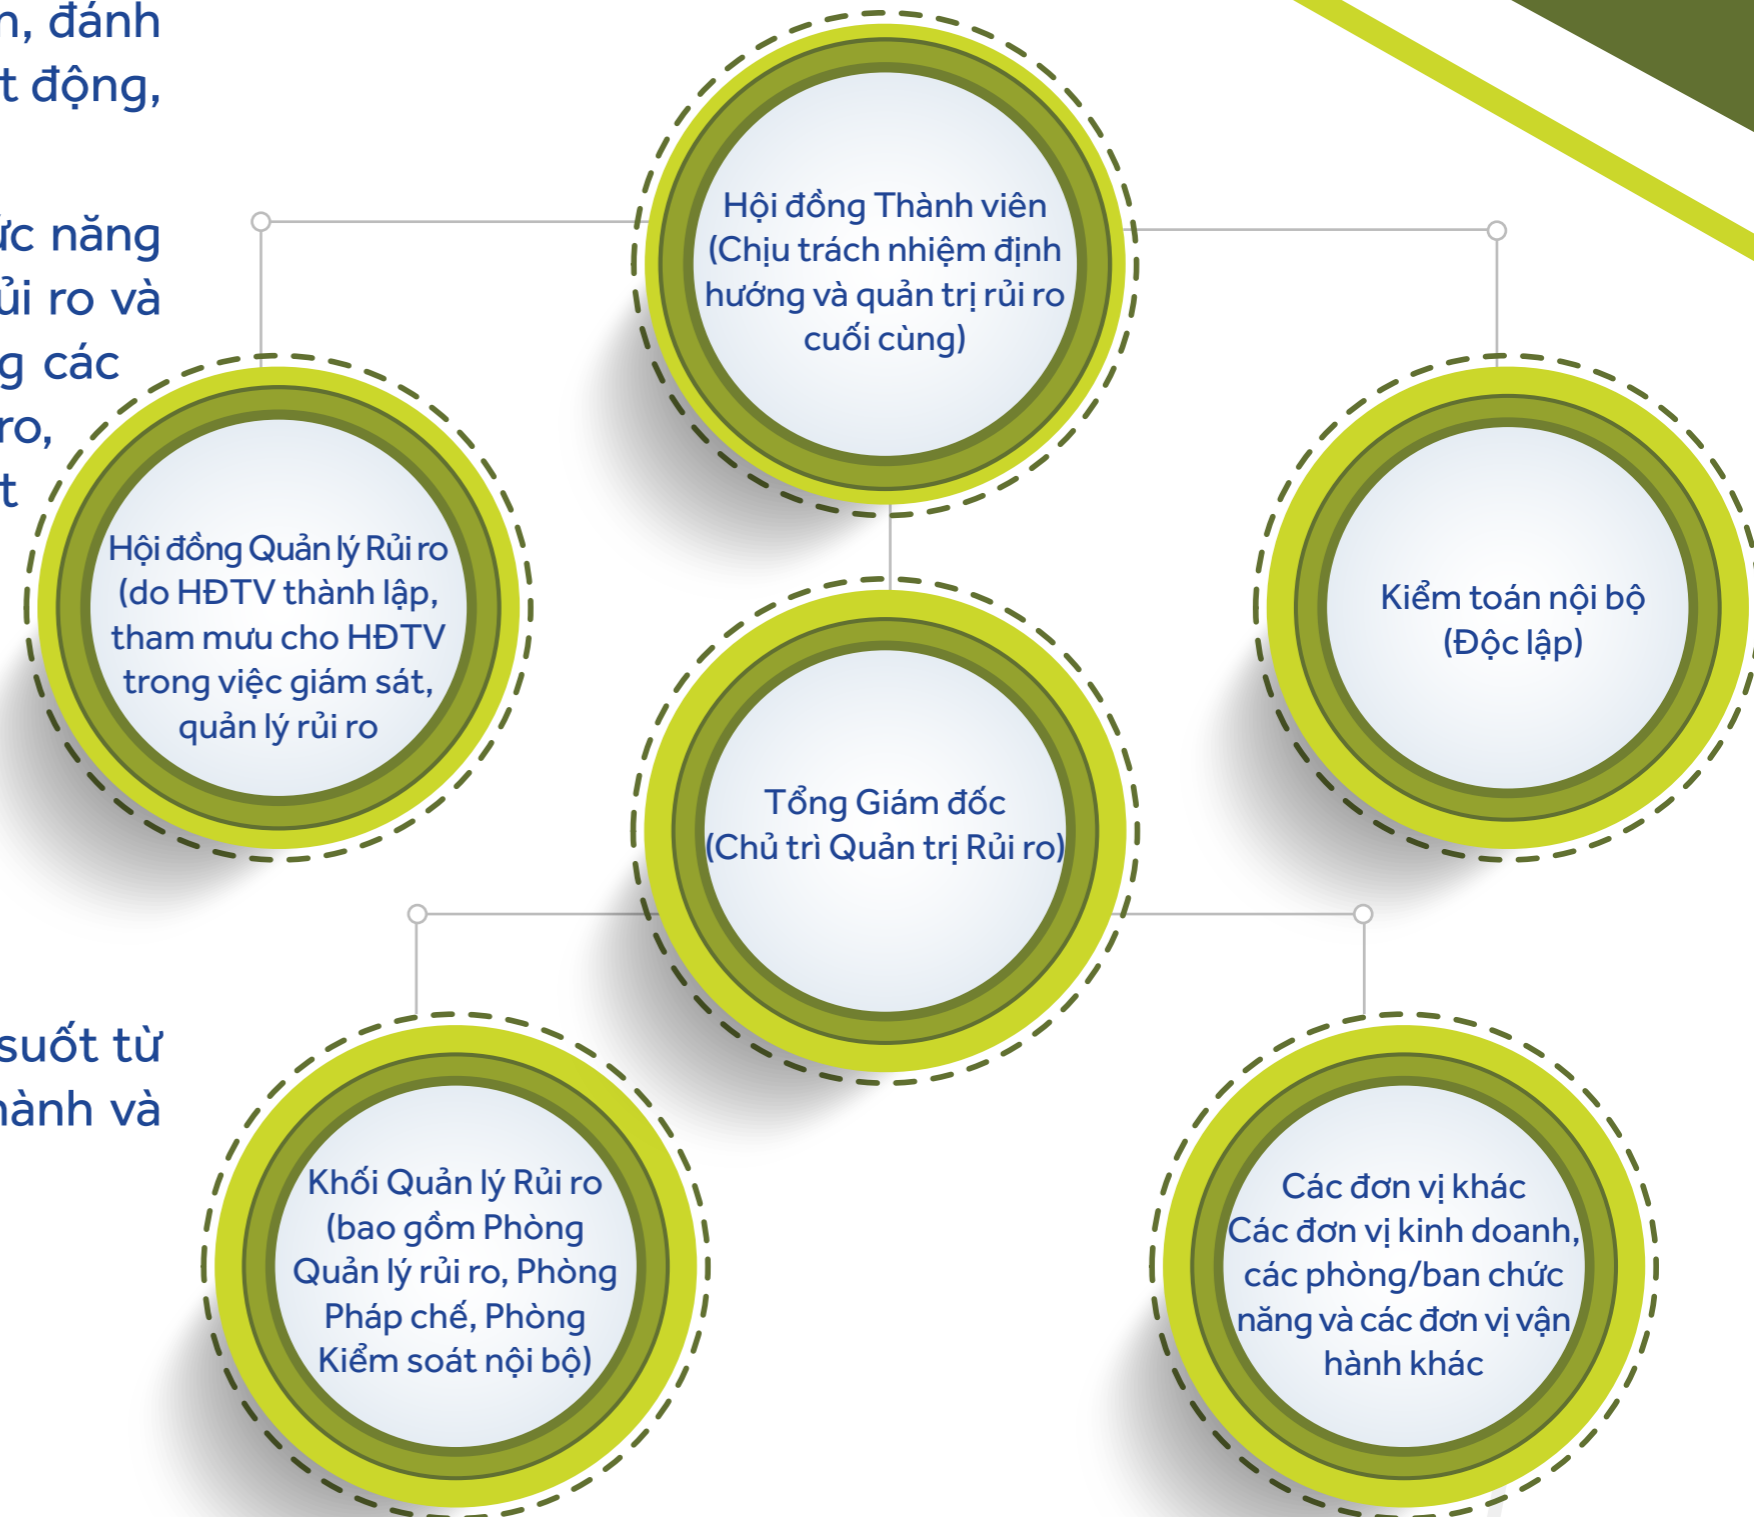 đánh
động,
năng
ro và
các
ro,
suốt từ
và
Hội đồng Thành viên
(Chịu trách nhiệm định
hướng và quản trị rủi ro
cuối cùng)
Hội đồng Quản lý Rủi ro
(do HĐTV thành lập,
tham mưu cho HĐTV
trong việc giám sát,
quản lý rủi ro
Kiểm toán nội bộ
(Độc lập)
Tổng Giám đốc
(Chủ trì Quản trị Rủi ro)
Khối Quản lý Rủi ro
(bao gồm Phòng
Quản lý rủi ro, Phòng
Pháp chế, Phòng
Kiểm soát nội bộ)
Các đơn vị khác
Các đơn vị kinh doanh,
các phòng/ban chức
năng và các đơn vị vận
hành khác